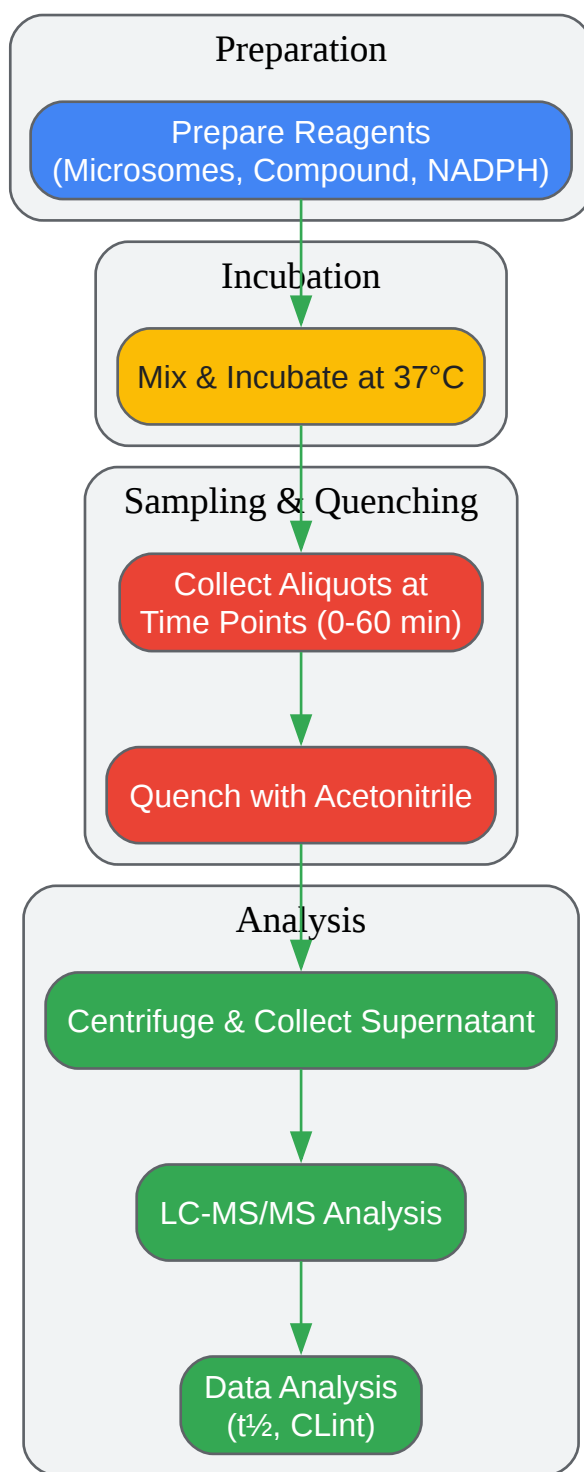 Preparation
Prepare Reagents
(Microsomes, Compound, NADPH)
Incubation
Mix & Incubate at 37°C
Sampling & Quenching
Collect Aliquots at
Time Points (0-60 min)
Quench with Acetonitrile
Analysis
Centrifuge & Collect Supernatant
LC-MS/MS Analysis
Data Analysis
(t½, CLint)